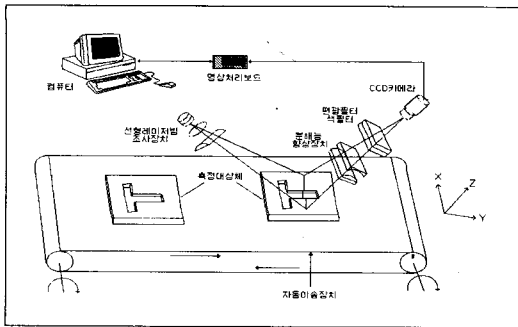 컴퓨터
영상처리보드
CCD카메라
편광필터
색필터
선형레이저빔
조사장치
분해능
향상장치
측정대상체
X
Z
Y
자동이송장치